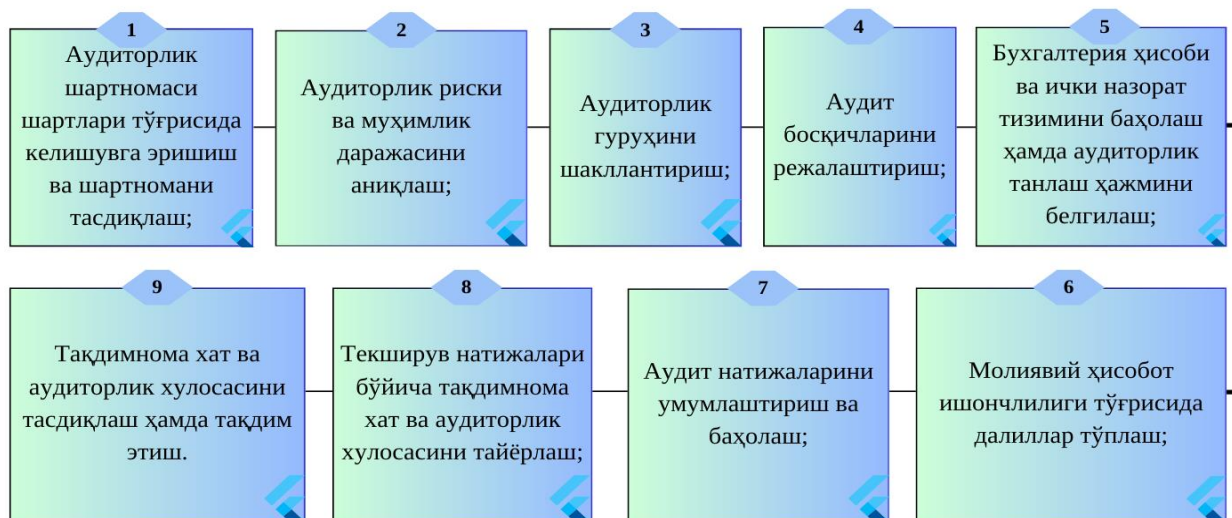 1
Аудиторлик
шартномаси
шартлари тўғрисида
келишувга эришиш
ва шартномани
тасдиқлаш;
2
Аудиторлик риски
ва муҳимлик
даражасини
аниқлаш;
3
Аудиторлик
гуруҳини
шакллантириш;
4
Аудит
босқичларини
режалаштириш;
5
Бухгалтерия ҳисоби
ва ички назорат
тизимини баҳолаш
ҳамда аудиторлик
танлаш ҳажмини
белгилаш;
6
Молиявий ҳисобот
ишончлилиги тўғрисида
далиллар тўплаш;
7
Аудит натижаларини
умумлаштириш ва
баҳолаш;
8
Текширув натижалари
бўйича тақдимнома
хат ва аудиторлик
хулосасини тайёрлаш;
9
Тақдимнома хат ва
аудиторлик хулосасини
тасдиқлаш ҳамда тақдим
этиш.